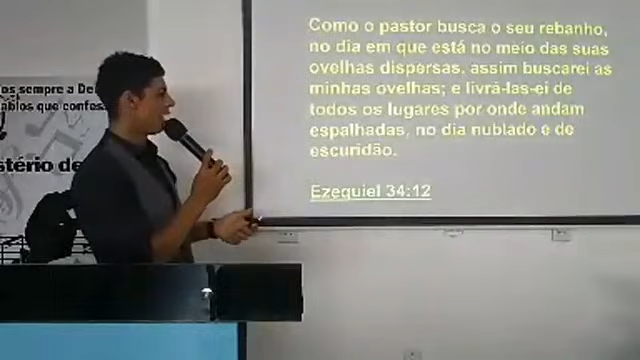 Como o pastor busca o seu rebanho,
no dia em que está no meio das suas
ovelhas dispersas, assim buscarei as
minhas ovelhas; e livrá-las-ei de
todos os lugares por onde andam
espalhadas, no dia nublado e de
escuridão.
Ezequiel 34:12
os sempre a De
ablos que confes
stério de